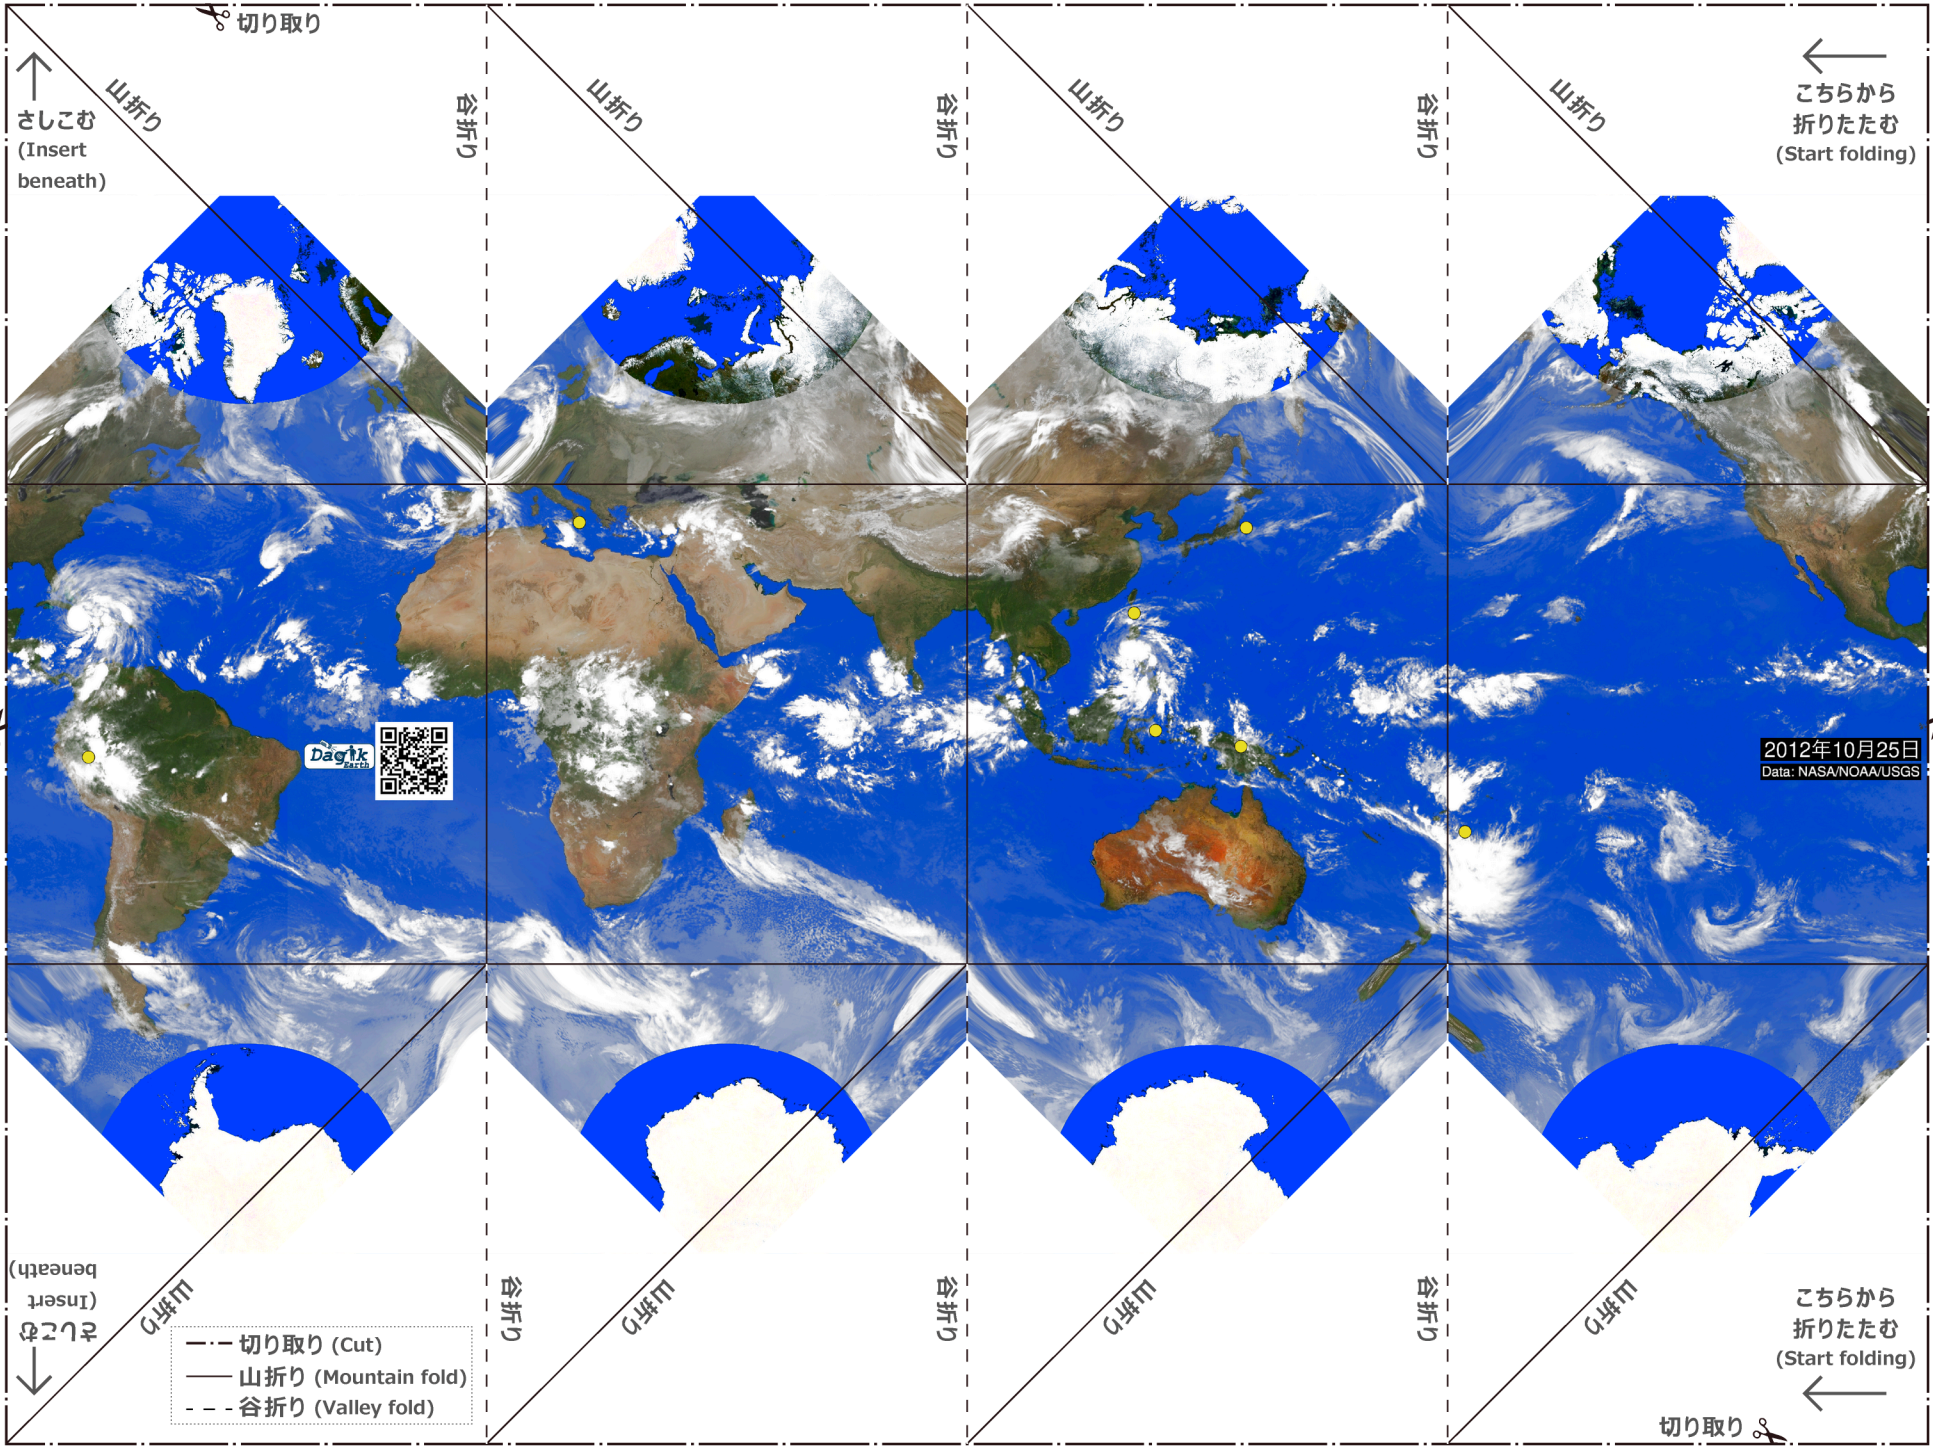 切り取り
山折り
谷折り
山折り
谷折り
山折り
谷折り
山折り
さしこむ
(Insert
beneath)
こちらから
折りたたむ
(Start folding)
Dagik
Earth
2012年10月25日
Data: NASA/NOAA/USGS
さしこむ
(Insert
beneath)
山折り
谷折り
山折り
谷折り
山折り
谷折り
山折り
こちらから
折りたたむ
(Start folding)
切り取り (Cut)
山折り (Mountain fold)
谷折り (Valley fold)
切り取り